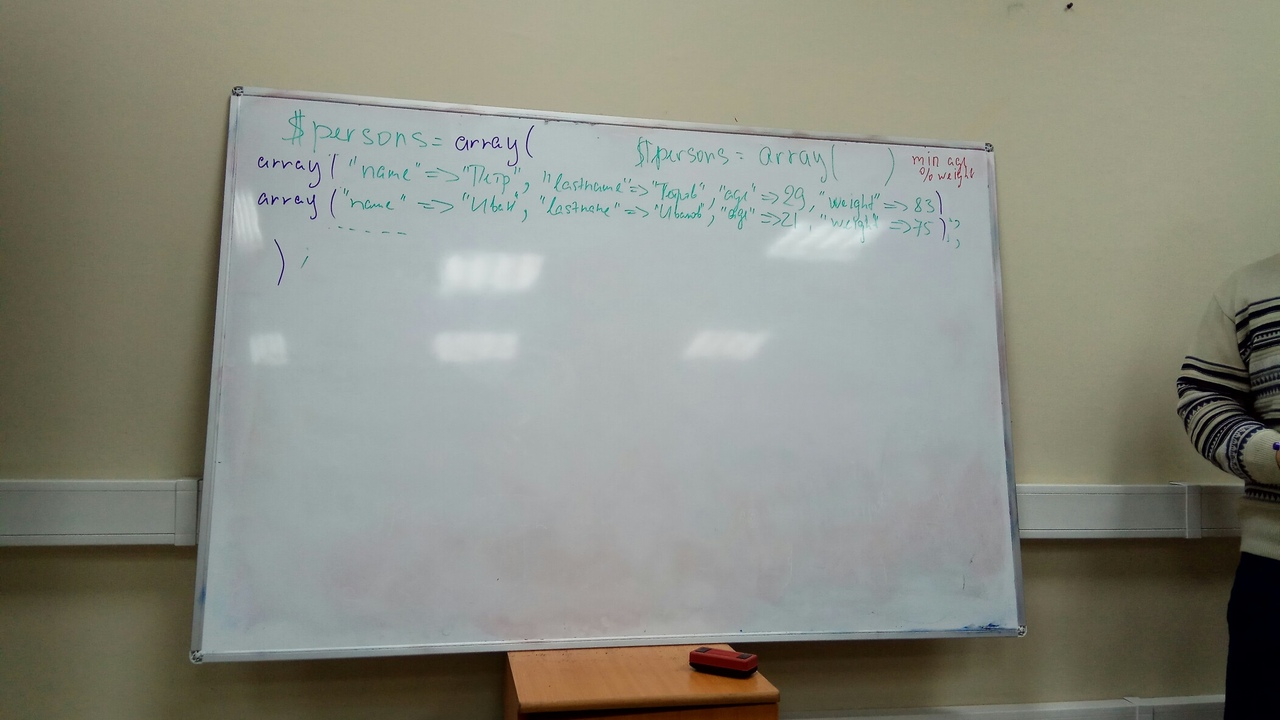 $persons = array(
$persons = array( )
min age
% weight
array( "name" => "Петр", "lastname" => "Петров", "age" => 29, "weight" => 83)
array ("name" => "Иван", "lastname" => "Иванов", "age" => 21, "weight" => 75);
------
) ;